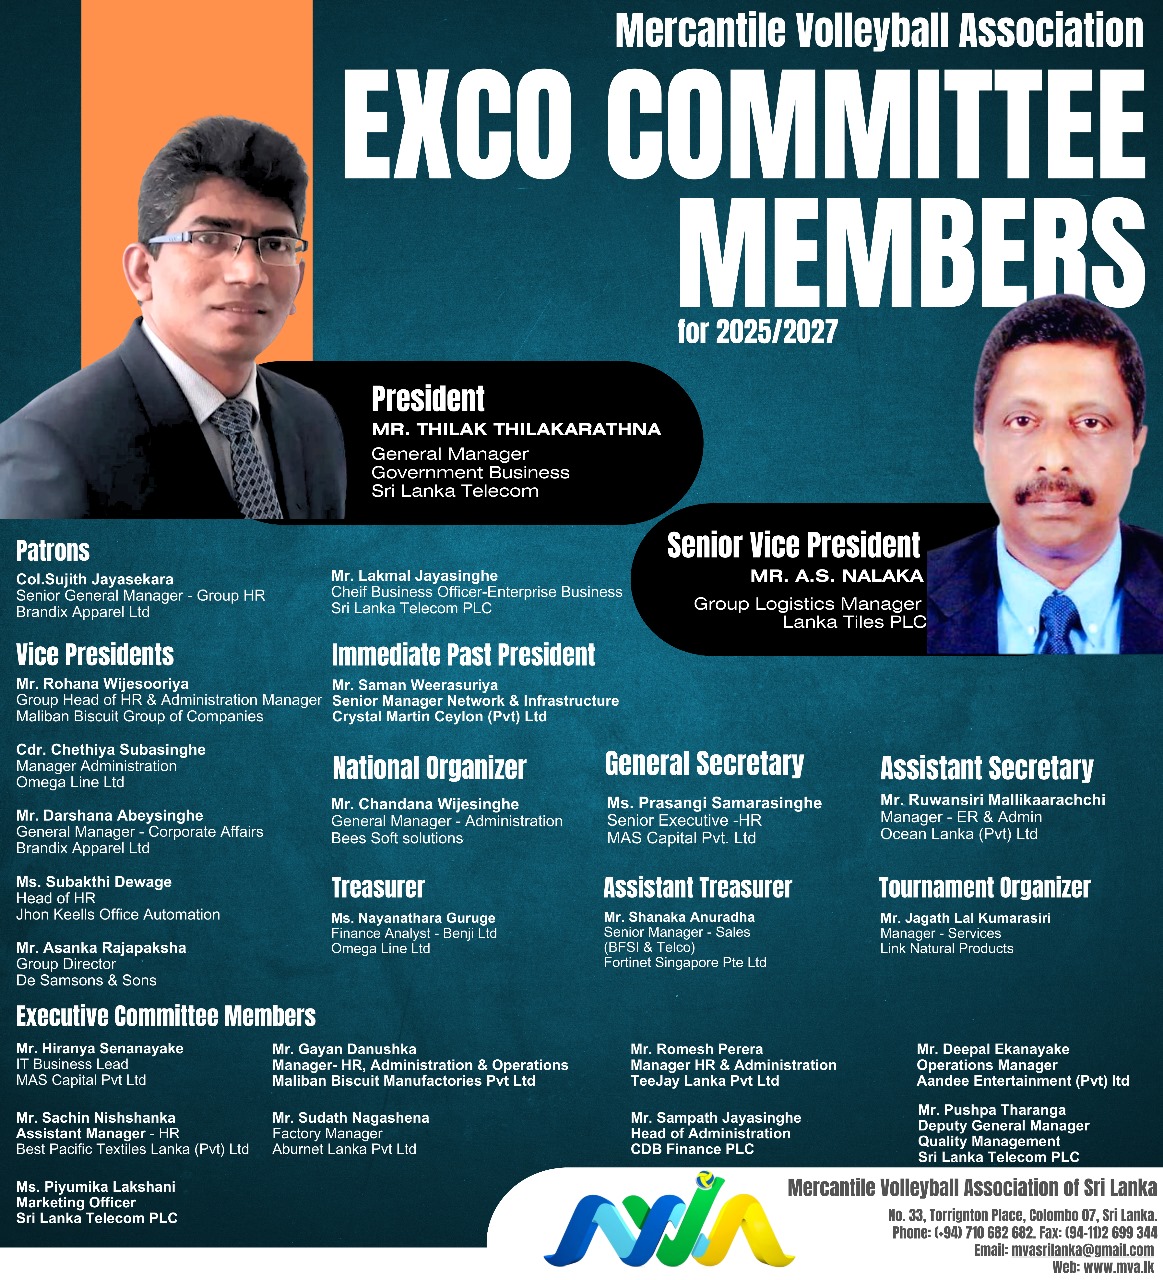 Mercantile Volleyball Association
EXCO COMMITTEE
MEMBERS
for 2025/2027
President
MR. THILAK THILAKARATHNA
General Manager
Government Business
Sri Lanka Telecom
Senior Vice President
MR. A.S. NALAKA
Group Logistics Manager
Lanka Tiles PLC
Patrons
Col.Sujith Jayasekara
Senior General Manager - Group HR
Brandix Apparel Ltd
Mr. Lakmal Jayasinghe
Cheif Business Officer-Enterprise Business
Sri Lanka Telecom PLC
Vice Presidents
Mr. Rohana Wijesooriya
Group Head of HR & Administration Manager
Maliban Biscuit Group of Companies
Cdr. Chethiya Subasinghe
Manager Administration
Omega Line Ltd
Mr. Darshana Abeysinghe
General Manager - Corporate Affairs
Brandix Apparel Ltd
Ms. Subakthi Dewage
Head of HR
Jhon Keells Office Automation
Mr. Asanka Rajapaksha
Group Director
De Samsons & Sons
Immediate Past President
Mr. Saman Weerasuriya
Senior Manager Network & Infrastructure
Crystal Martin Ceylon (Pvt) Ltd
National Organizer
Mr. Chandana Wijesinghe
General Manager - Administration
Bees Soft solutions
General Secretary
Ms. Prasangi Samarasinghe
Senior Executive -HR
MAS Capital Pvt. Ltd
Assistant Secretary
Mr. Ruwansiri Mallikaarachchi
Manager - ER & Admin
Ocean Lanka (Pvt) Ltd
Treasurer
Ms. Nayanathara Guruge
Finance Analyst - Benji Ltd
Omega Line Ltd
Assistant Treasurer
Mr. Shanaka Anuradha
Senior Manager - Sales
(BFSI & Telco)
Fortinet Singapore Pte Ltd
Tournament Organizer
Mr. Jagath Lal Kumarasiri
Manager - Services
Link Natural Products
Executive Committee Members
Mr. Hiranya Senanayake
IT Business Lead
MAS Capital Pvt Ltd
Mr. Gayan Danushka
Manager- HR, Administration & Operations
Maliban Biscuit Manufactories Pvt Ltd
Mr. Romesh Perera
Manager HR & Administration
TeeJay Lanka Pvt Ltd
Mr. Deepal Ekanayake
Operations Manager
Aandee Entertainment (Pvt) ltd
Mr. Sachin Nishshanka
Assistant Manager - HR
Best Pacific Textiles Lanka (Pvt) Ltd
Mr. Sudath Nagashena
Factory Manager
Aburnet Lanka Pvt Ltd
Mr. Sampath Jayasinghe
Head of Administration
CDB Finance PLC
Mr. Pushpa Tharanga
Deputy General Manager
Quality Management
Sri Lanka Telecom PLC
Ms. Piyumika Lakshani
Marketing Officer
Sri Lanka Telecom PLC
Mercantile Volleyball Association of Sri Lanka
No. 33, Torrignton Place, Colombo 07, Sri Lanka.
Phone: (+94) 710 682 682. Fax: (94-11)2 699 344
Email: mvasrilanka@gmail.com
Web: www.mva.lk